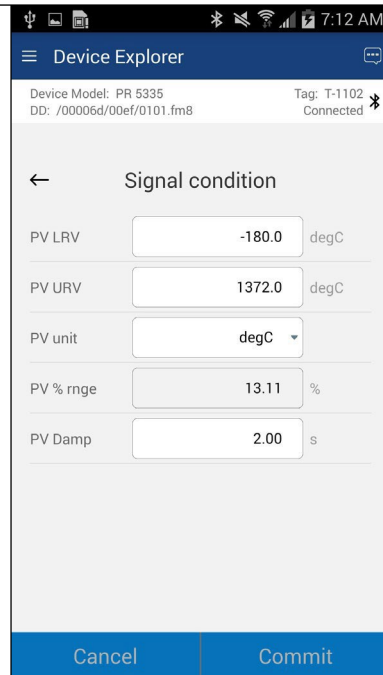 7:12 AM
Device Explorer
Device Model: PR 5335
Tag: T-1102
DD: /00006d/00ef/0101.fm8
Connected
Signal condition
PV LRV -180.0 degC
PV URV 1372.0 degC
PV unit degC
PV % rnge 13.11 %
PV Damp 2.00 s
Cancel Commit